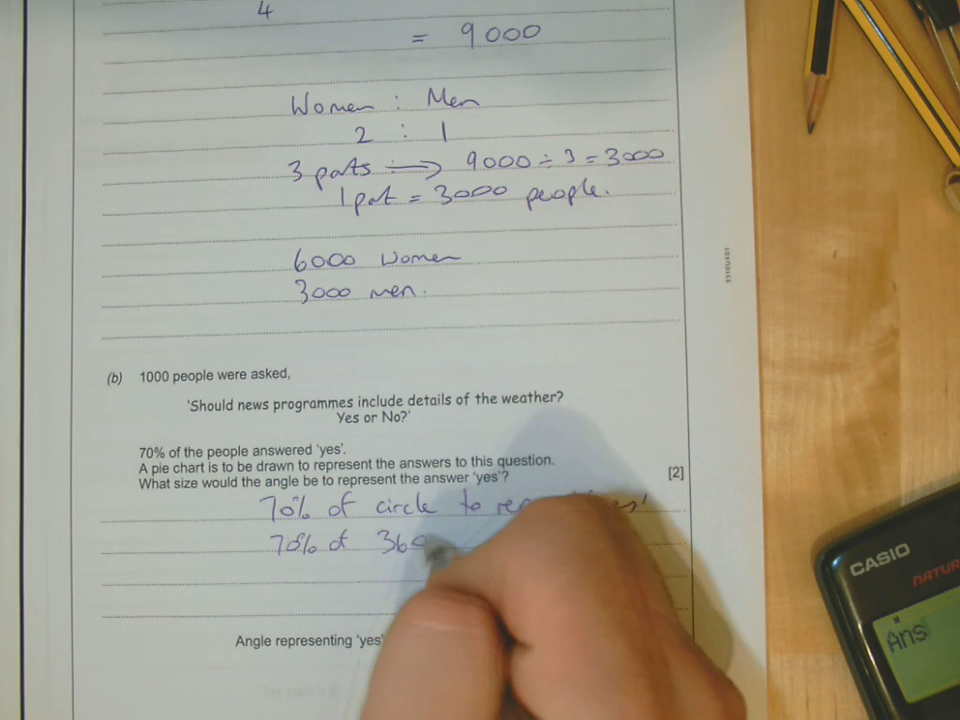 4
= 9000
Women : Men
2 : 1
3 parts : → 9000 ÷ 3 = 3000
1 part = 3000 people.
6000 women
3000 men.
(b) 1000 people were asked,
'Should news programmes include details of the weather?
Yes or No?'
70% of the people answered 'yes'.
A pie chart is to be drawn to represent the answers to this question.
What size would the angle be to represent the answer 'yes'? [2]
70% of circle to
70% of 360
Angle representing 'yes'
CASIO
Ans